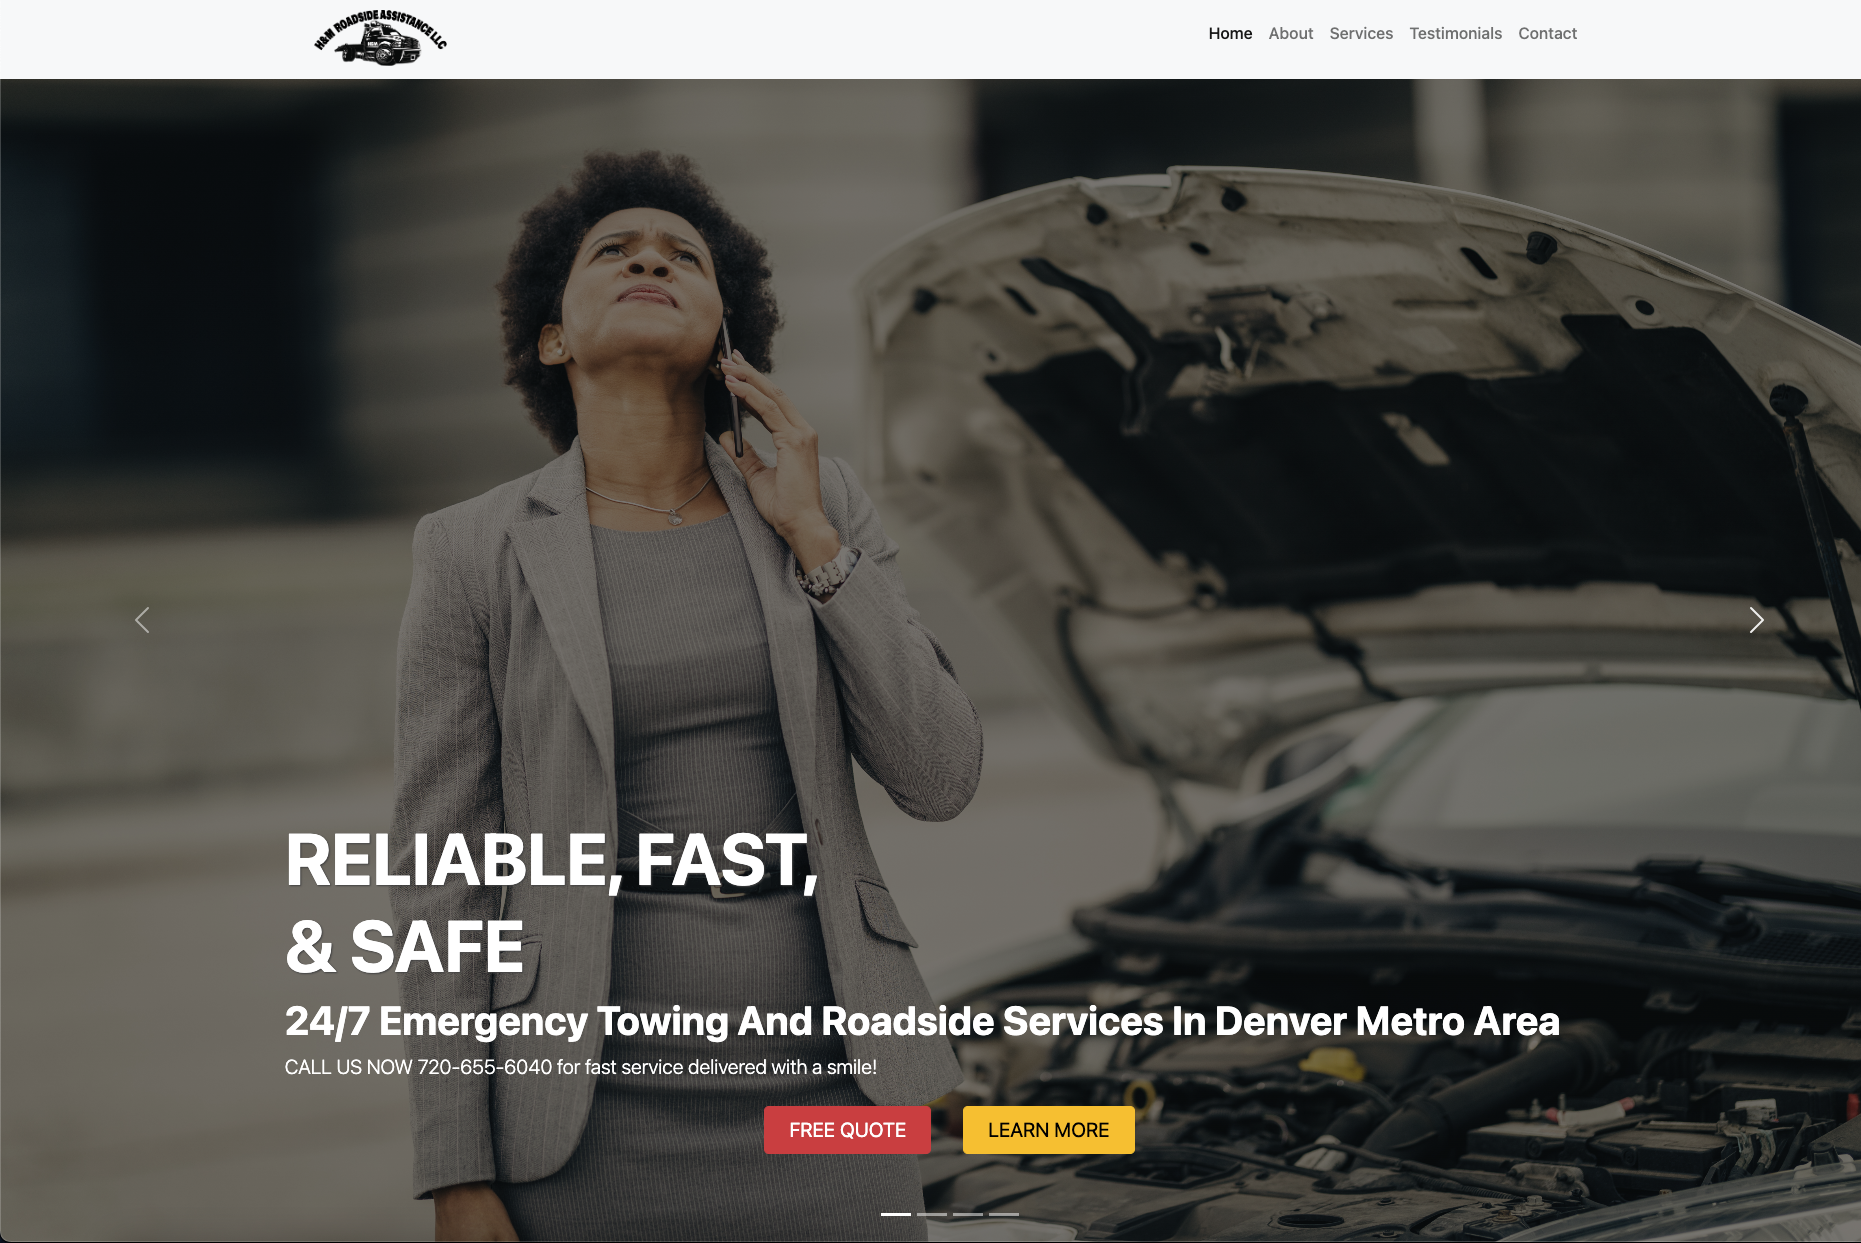 H&M ROADSIDE ASSISTANCE LLC
H&M
Home About Services Testimonials Contact
RELIABLE, FAST,
& SAFE
24/7 Emergency Towing And Roadside Services In Denver Metro Area
CALL US NOW 720-655-6040 for fast service delivered with a smile!
FREE QUOTE LEARN MORE